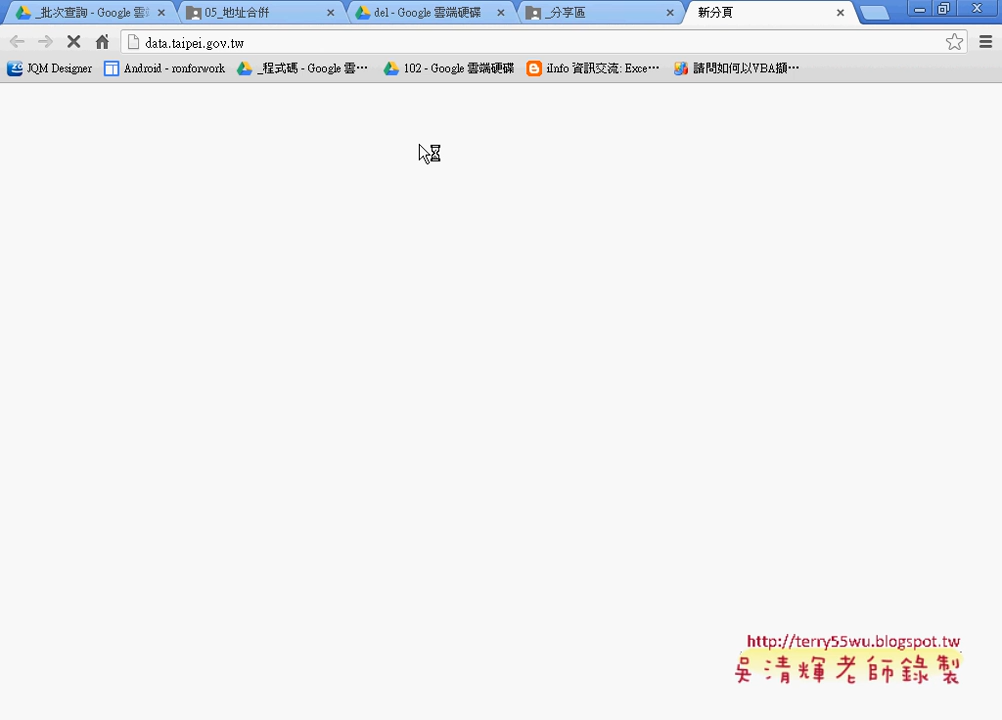 _批次查詢 - Google 雲端
05_地址合併
del - Google 雲端硬碟
_分享區
新分頁
data.taipei.gov.tw
JQM Designer
Android - ronforwork
_程式碼 - Google 雲…
102 - Google 雲端硬碟
iInfo 資訊交流: Exce…
請問如何以VBA擷…
http://terry55wu.blogspot.tw
吳清輝老師錄製